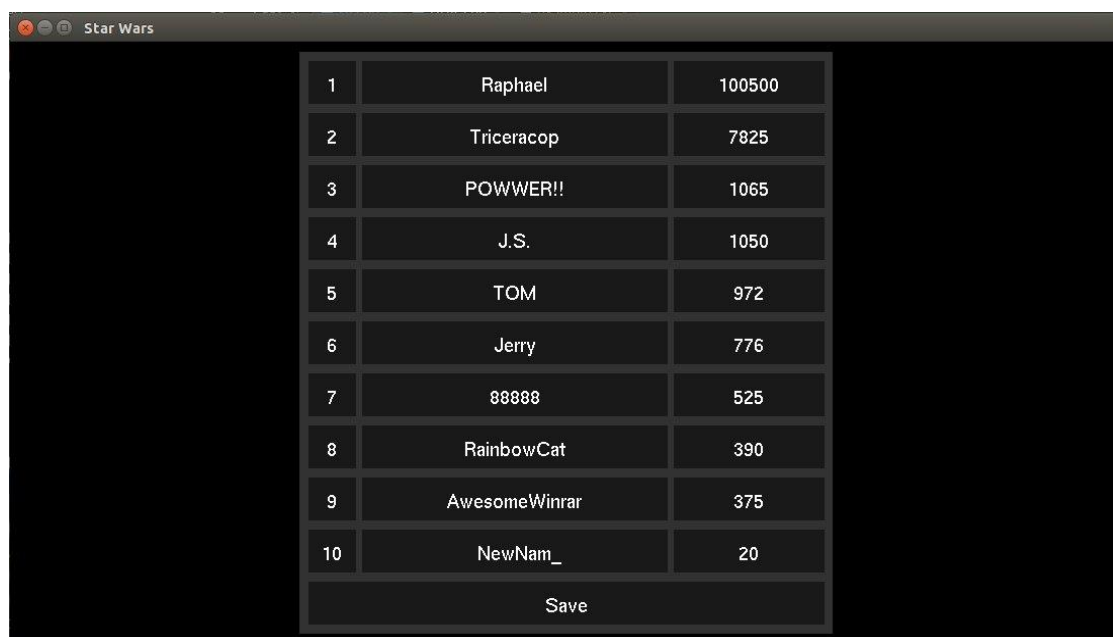 Star Wars
1 Raphael 100500
2 Triceracop 7825
3 POWWER!! 1065
4 J.S. 1050
5 TOM 972
6 Jerry 776
7 88888 525
8 RainbowCat 390
9 AwesomeWinrar 375
10 NewNam_ 20
Save